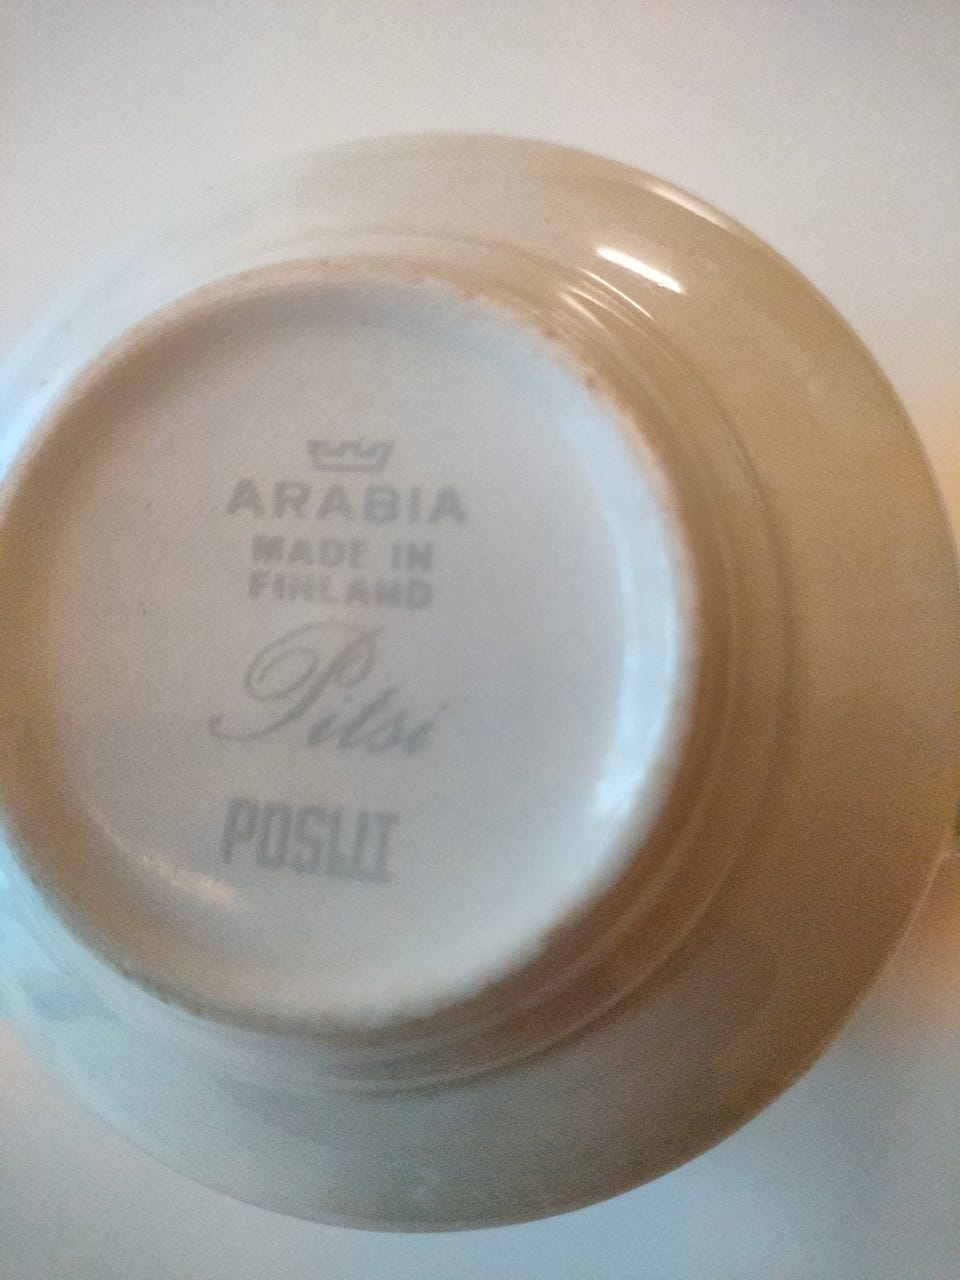 ARABIA
MADE IN
FINLAND
Pitsi
POSLIT